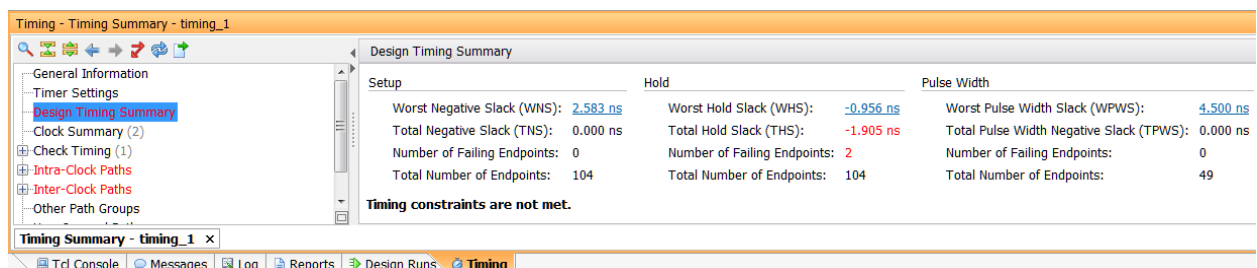 Timing - Timing Summary - timing_1
General Information
Timer Settings
Design Timing Summary
Clock Summary (2)
Check Timing (1)
Intra-Clock Paths
Inter-Clock Paths
Other Path Groups
Design Timing Summary
Setup Hold Pulse Width
Worst Negative Slack (WNS): 2.583 ns Worst Hold Slack (WHS): -0.956 ns Worst Pulse Width Slack (WPWS): 4.500 ns
Total Negative Slack (TNS): 0.000 ns Total Hold Slack (THS): -1.905 ns Total Pulse Width Negative Slack (TPWS): 0.000 ns
Number of Failing Endpoints: 0 Number of Failing Endpoints: 2 Number of Failing Endpoints: 0
Total Number of Endpoints: 104 Total Number of Endpoints: 104 Total Number of Endpoints: 49
Timing constraints are not met.
Timing Summary - timing_1 ×
Tcl Console Messages Log Reports Design Runs Timing